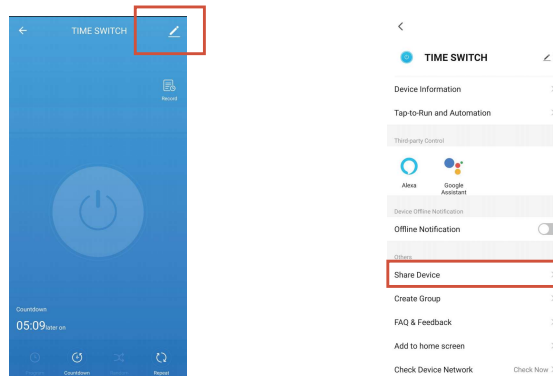 TIME SWITCH
Record
Countdown
05:09later on
Countdown
Repeat
TIME SWITCH
Device Information
Tap-to-Run and Automation
Third-party Control
Alexa
Google
Assistant
Device Offline Notification
Offline Notification
Others
Share Device
Create Group
FAQ & Feedback
Add to home screen
Check Device Network
Check Now